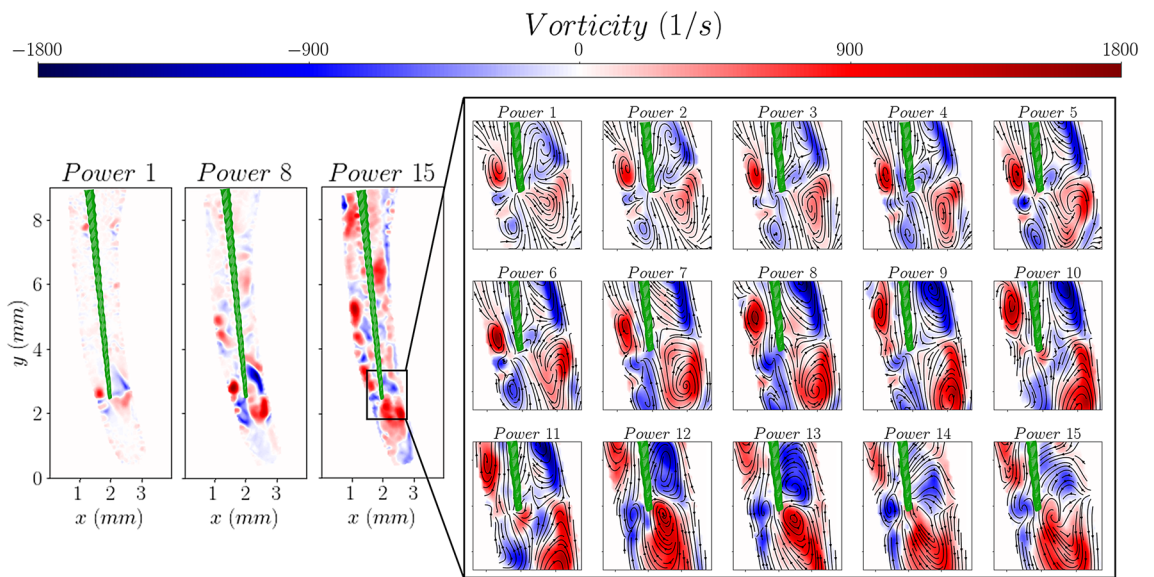 Vorticity (1/s)
−1800 −900 0 900 1800
Power 1 Power 8 Power 15
y (mm)
8
6
4
2
0
1 2 3 1 2 3 1 2 3
x (mm) x (mm) x (mm)
Power 1 Power 2 Power 3 Power 4 Power 5
Power 6 Power 7 Power 8 Power 9 Power 10
Power 11 Power 12 Power 13 Power 14 Power 15